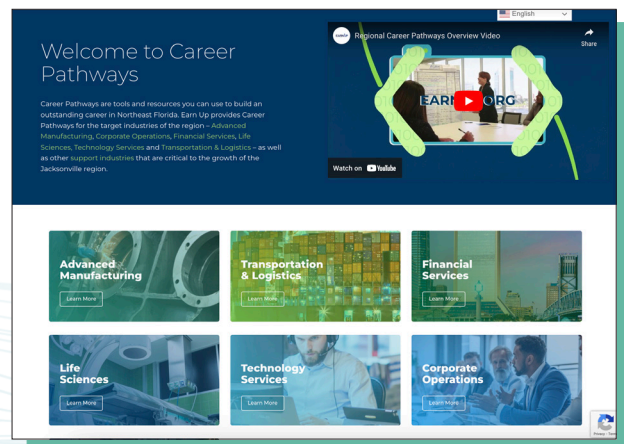 English
Welcome to Career
Pathways
Career Pathways are tools and resources you can use to build an
outstanding career in Northeast Florida. Earn Up provides Career
Pathways for the target industries of the region – Advanced
Manufacturing, Corporate Operations, Financial Services, Life
Sciences, Technology Services and Transportation & Logistics – as well
as other support industries that are critical to the growth of the
Jacksonville region.
Regional Career Pathways Overview Video
Share
EARN
ORG
Watch on YouTube
Advanced
Manufacturing
Learn More
Transportation
& Logistics
Learn More
Financial
Services
Learn More
Life
Sciences
Learn More
Technology
Services
Learn More
Corporate
Operations
Learn More
Privacy - Terms